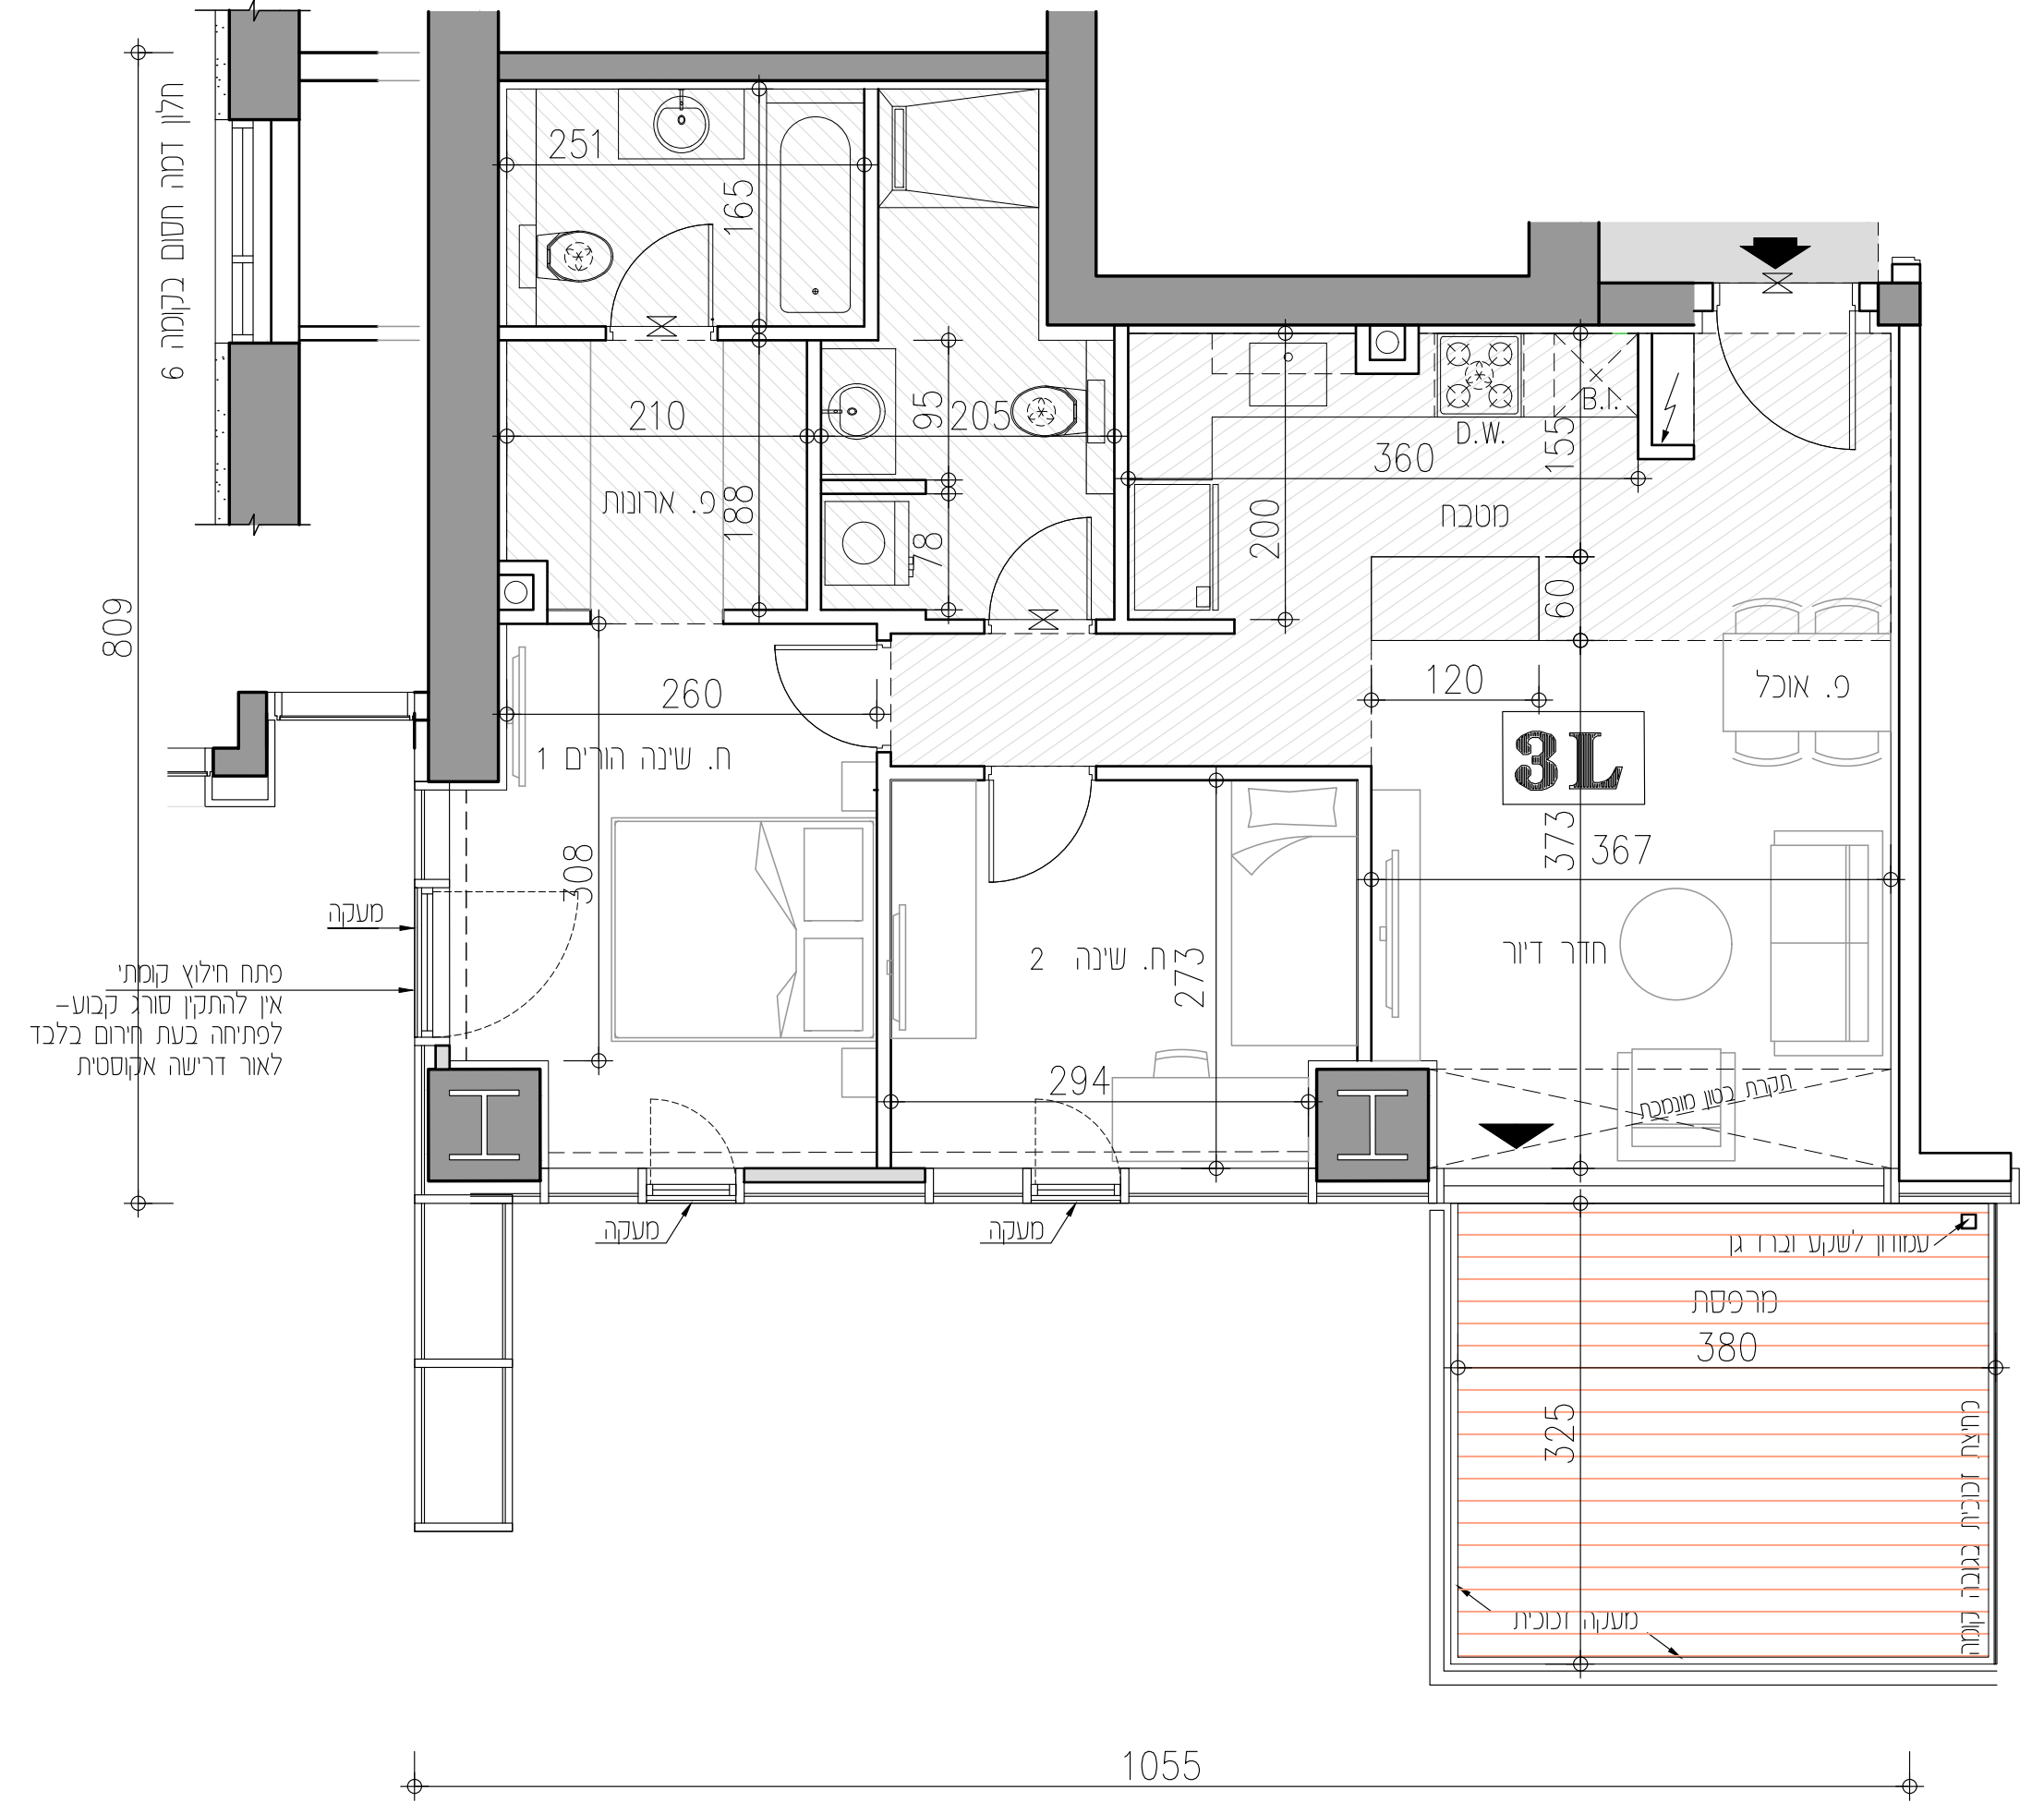 חלון דמה חסום בקומה 6
251
165
210
188
פ. ארונות
95
205
78
D.W.
B.I.
155
360
200
מטבח
60
120
פ. אוכל
3L
809
260
ח. שינה הורים 1
308
373
367
חדר דיור
ח. שינה 2
273
294
תקרת בטון מונמכת
מעקה
פתח חילוץ קומתי
אין להתקין סורג קבוע-
לפתיחה בעת חירום בלבד
לאור דרישה אקוסטית
מעקה
מעקה
עמודון לשקע וברז גן
מרפסת
380
325
מחיצת זכוכית בגובה קומה
מעקה זכוכית
1055